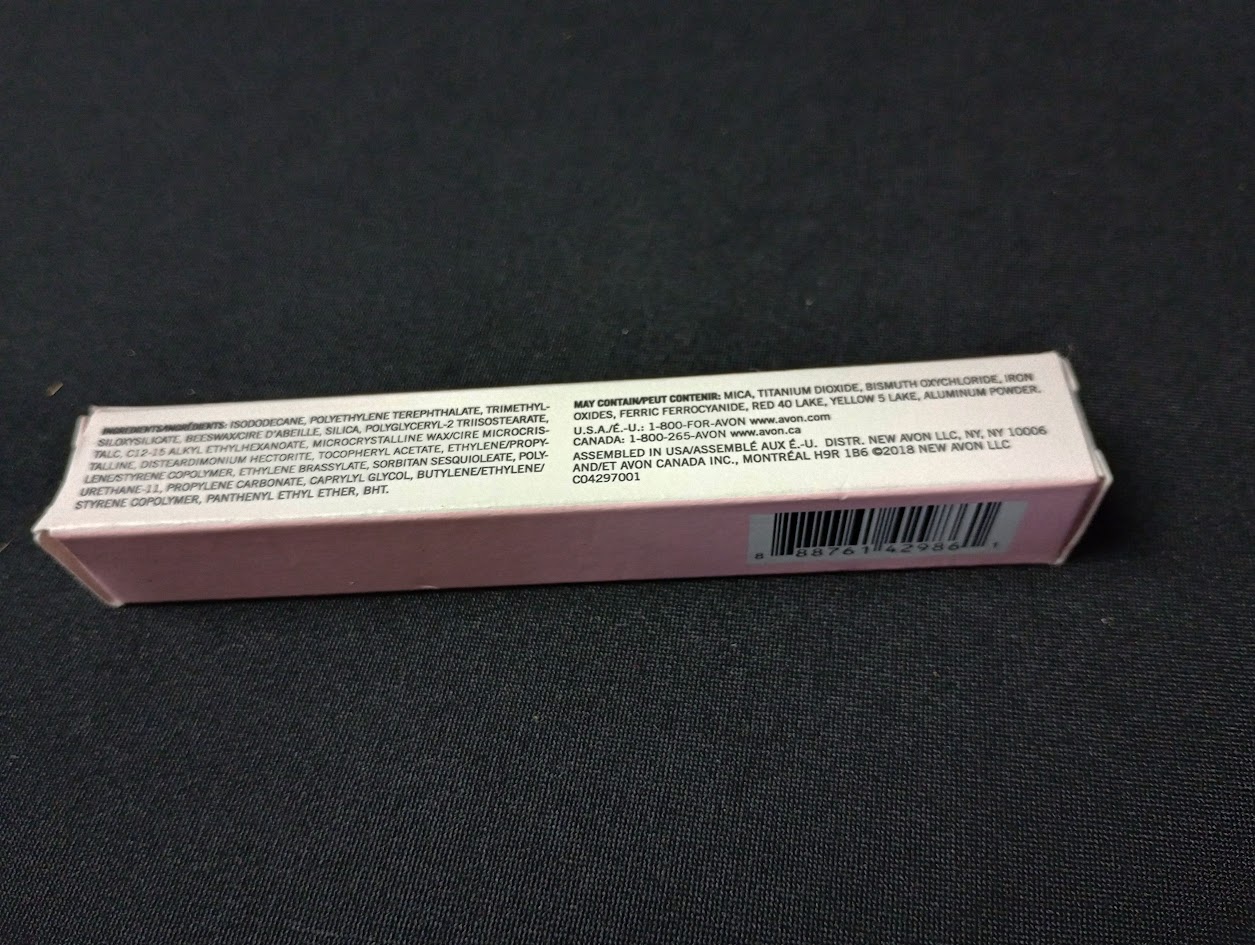 INGREDIENTS/INGRÉDIENTS: ISODODECANE, POLYETHYLENE TEREPHTHALATE, TRIMETHYL-
SILOXYSILICATE, BEESWAX/CIRE D'ABEILLE, SILICA, POLYGLYCERYL-2 TRIISOSTEARATE,
TALC, C12-15 ALKYL ETHYLHEXANOATE, MICROCRYSTALLINE WAX/CIRE MICROCRIS-
TALLINE, DISTEARDIMONIUM HECTORITE, TOCOPHERYL ACETATE, ETHYLENE/PROPY-
LENE/STYRENE COPOLYMER, ETHYLENE BRASSYLATE, SORBITAN SESQUIOLEATE, POLY-
URETHANE-11, PROPYLENE CARBONATE, CAPRYLYL GLYCOL, BUTYLENE/ETHYLENE/
STYRENE COPOLYMER, PANTHENYL ETHYL ETHER, BHT.
MAY CONTAIN/PEUT CONTENIR: MICA, TITANIUM DIOXIDE, BISMUTH OXYCHLORIDE, IRON
OXIDES, FERRIC FERROCYANIDE, RED 40 LAKE, YELLOW 5 LAKE, ALUMINUM POWDER.
U.S.A./É.-U.: 1-800-FOR-AVON www.avon.com
CANADA: 1-800-265-AVON www.avon.ca
ASSEMBLED IN USA/ASSEMBLÉ AUX É.-U. DISTR. NEW AVON LLC, NY, NY 10006
AND/ET AVON CANADA INC., MONTRÉAL H9R 1B6 ©2018 NEW AVON LLC
C04297001
8 88761 42986 1